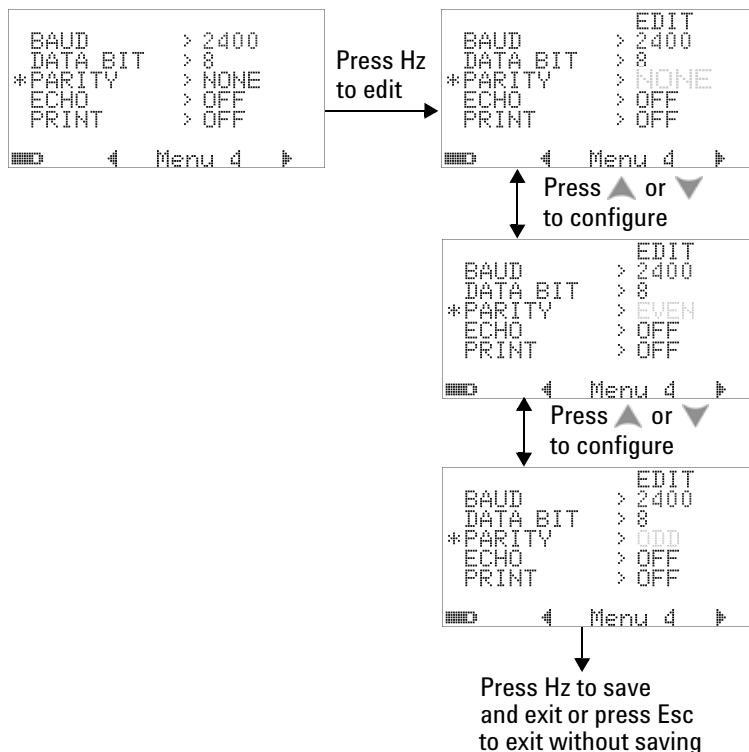 BAUD > 2400
DATA BIT > 8
*PARITY > NONE
ECHO > OFF
PRINT > OFF
Menu 4
Press Hz
to edit
EDIT
BAUD > 2400
DATA BIT > 8
*PARITY > NONE
ECHO > OFF
PRINT > OFF
Menu 4
Press or
to configure
EDIT
BAUD > 2400
DATA BIT > 8
*PARITY > EVEN
ECHO > OFF
PRINT > OFF
Menu 4
Press or
to configure
EDIT
BAUD > 2400
DATA BIT > 8
*PARITY > ODD
ECHO > OFF
PRINT > OFF
Menu 4
Press Hz to save
and exit or press Esc
to exit without saving